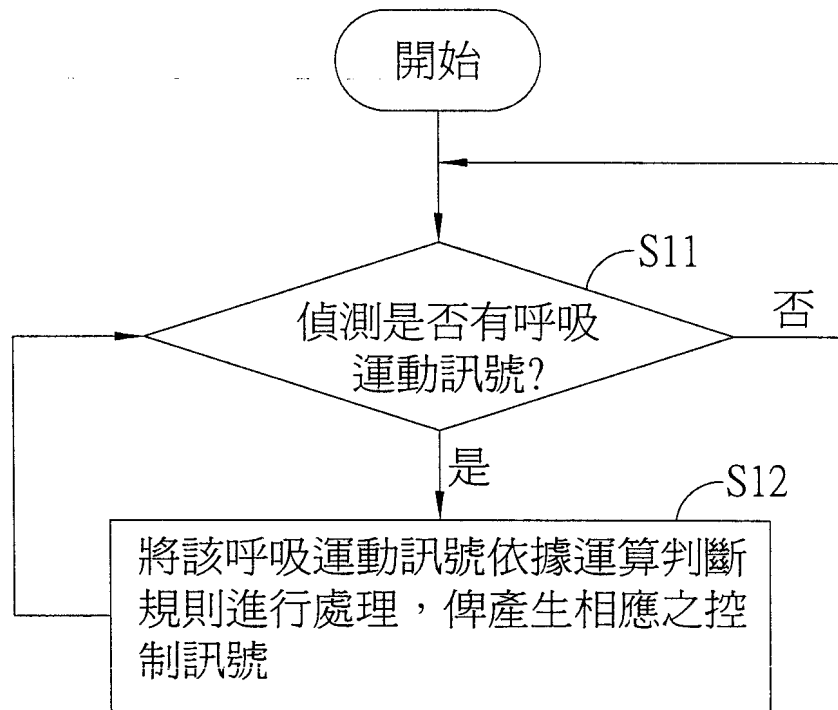 開始
S11
偵測是否有呼吸
運動訊號?
否
是
S12
將該呼吸運動訊號依據運算判斷
規則進行處理，俾產生相應之控
制訊號